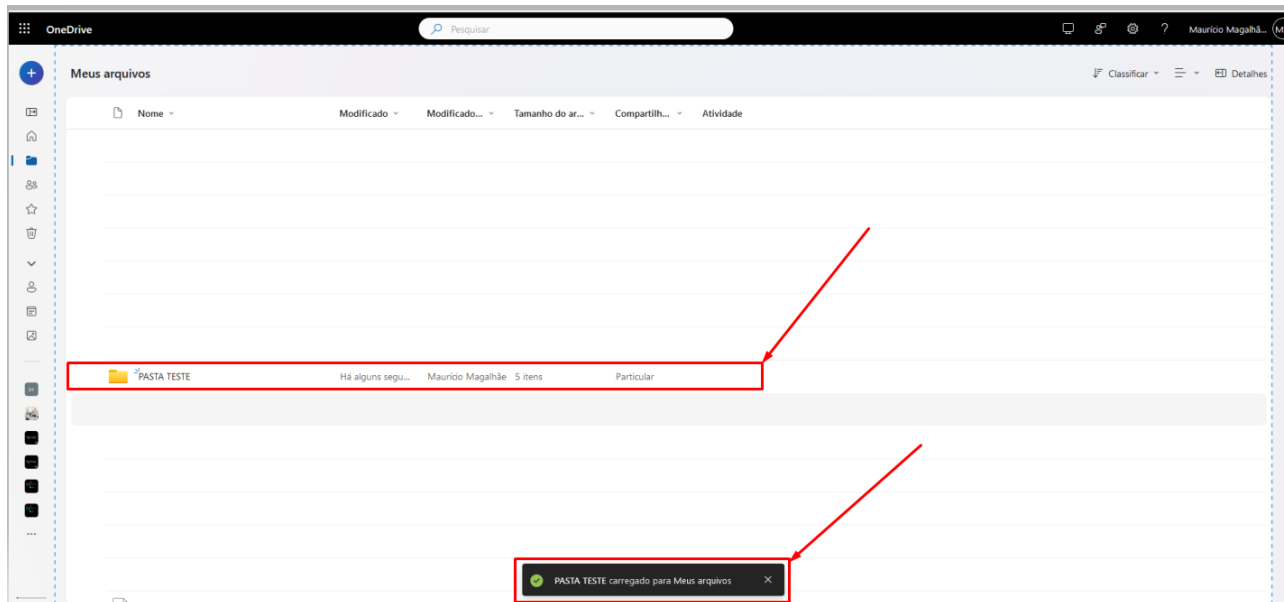 OneDrive
Pesquisar
?
Maurício Magalhã...
Meus arquivos
Classificar
Detalhes
Nome
Modificado
Modificado...
Tamanho do ar...
Compartilh...
Atividade
PASTA TESTE
Há alguns segu...
Maurício Magalhãe
5 itens
Particular
PASTA TESTE carregado para Meus arquivos